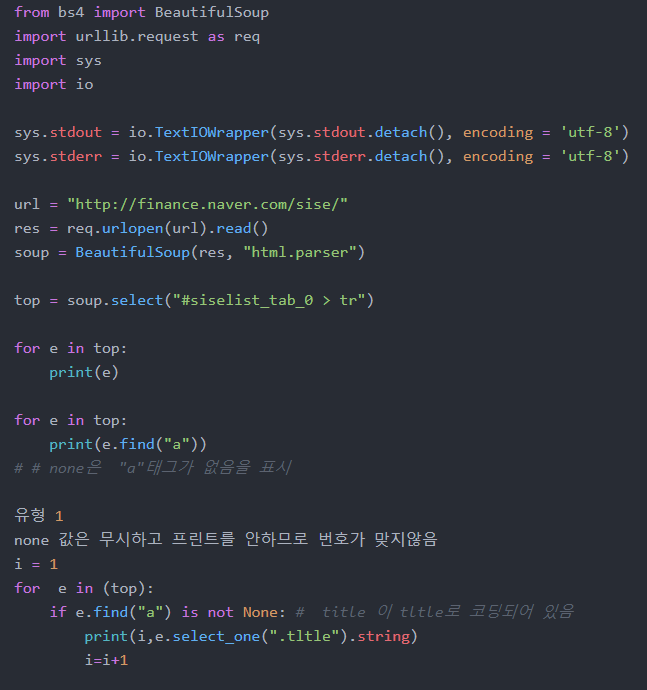 from bs4 import BeautifulSoup
import urllib.request as req
import sys
import io

sys.stdout = io.TextIOWrapper(sys.stdout.detach(), encoding = 'utf-8')
sys.stderr = io.TextIOWrapper(sys.stderr.detach(), encoding = 'utf-8')

url = "http://finance.naver.com/sise/"
res = req.urlopen(url).read()
soup = BeautifulSoup(res, "html.parser")

top = soup.select("#siselist_tab_0 > tr")

for e in top:
    print(e)

for e in top:
    print(e.find("a"))
# # none은  "a"태그가 없음을 표시

유형 1
none 값은 무시하고 프린트를 안하므로 번호가 맞지않음
i = 1
for  e in (top):
    if e.find("a") is not None: #  title 이 tltle로 코딩되어 있음
        print(i,e.select_one(".tltle").string)
        i=i+1